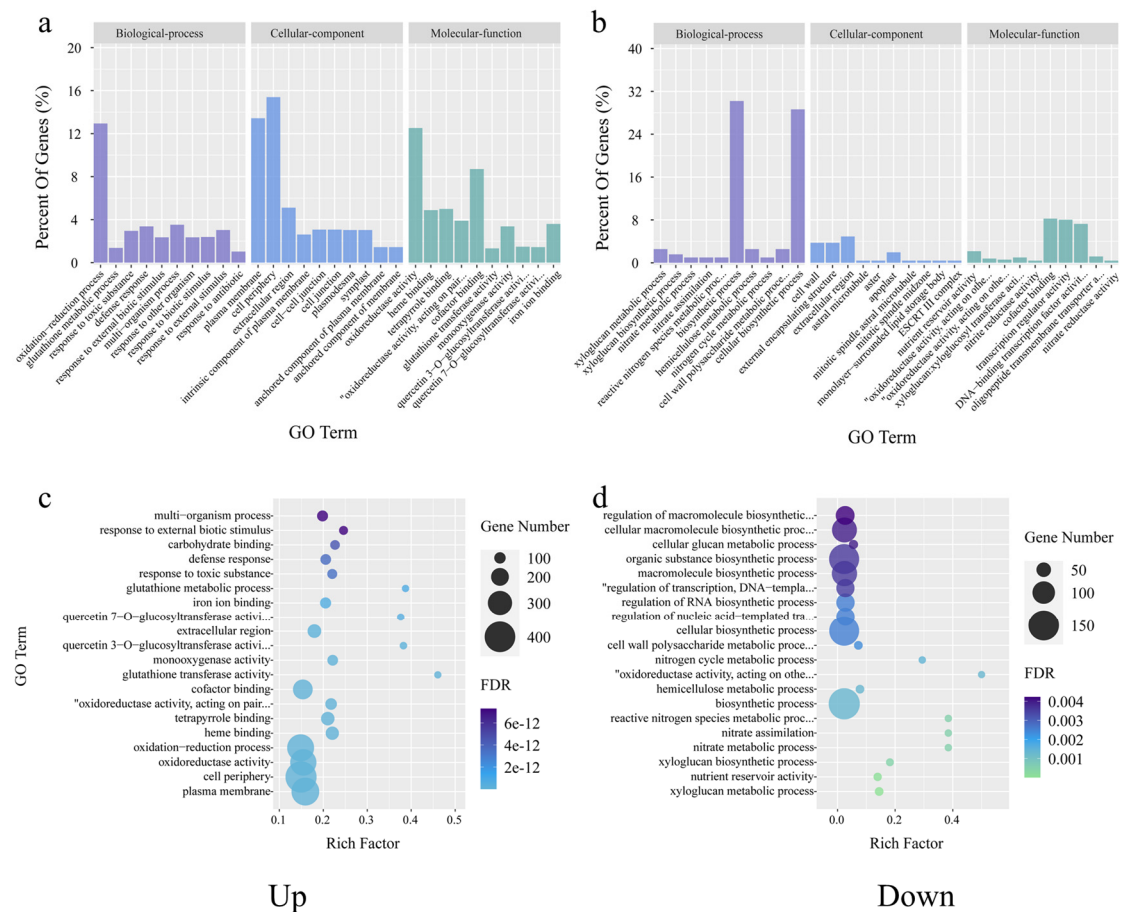 a
Biological-process
Cellular-component
Molecular-function
Percent Of Genes (%)
20
16
12
8
4
0
oxidation-reduction process
glutathione metabolic process
response to toxic substance
defense response
response to external biotic stimulus
multi-organism process
response to other organism
response to biotic stimulus
response to external stimulus
response to antibiotic
plasma membrane
cell periphery
extracellular region
intrinsic component of plasma membrane
cell-cell junction
cell junction
plasmodesma
symplast
anchored component of plasma membrane
anchored component of membrane
oxidoreductase activity
heme binding
tetrapyrrole binding
"oxidoreductase activity, acting on pair...
cofactor binding
glutathione transferase activity
monooxygenase activity
quercetin 3-O-glucosyltransferase activi...
quercetin 7-O-glucosyltransferase activi...
iron ion binding
GO Term
b
Biological-process
Cellular-component
Molecular-function
Percent Of Genes (%)
40
32
24
16
8
0
xyloglucan metabolic process
xyloglucan biosynthetic process
nitrate metabolic process
nitrate assimilation
reactive nitrogen species metabolic proc...
biosynthetic process
hemicellulose metabolic process
nitrogen cycle metabolic process
cell wall polysaccharide metabolic proce...
cellular biosynthetic process
cell wall
external encapsulating structure
extracellular region
astral microtubule
aster
apoplast
mitotic spindle astral microtubule
mitotic spindle midzone
monolayer-surrounded lipid storage body
ESCRT III complex
nutrient reservoir activity
"oxidoreductase activity, acting on othe...
"oxidoreductase activity, acting on othe...
xyloglucan:xyloglucosyl transferase acti...
nitrite reductase activity
cofactor binding
transcription regulator activity
DNA-binding transcription factor activit...
oligopeptide transmembrane transporter a...
nitrate reductase activity
GO Term
c
GO Term
multi-organism process
response to external biotic stimulus
carbohydrate binding
defense response
response to toxic substance
glutathione metabolic process
iron ion binding
quercetin 7-O-glucosyltransferase activi...
extracellular region
quercetin 3-O-glucosyltransferase activi...
monooxygenase activity
glutathione transferase activity
cofactor binding
"oxidoreductase activity, acting on pair...
tetrapyrrole binding
heme binding
oxidation-reduction process
oxidoreductase activity
cell periphery
plasma membrane
0.1 0.2 0.3 0.4 0.5
Rich Factor
Gene Number
100
200
300
400
FDR
6e-12
4e-12
2e-12
Up
d
regulation of macromolecule biosynthetic...
cellular macromolecule biosynthetic proc...
cellular glucan metabolic process
organic substance biosynthetic process
macromolecule biosynthetic process
"regulation of transcription, DNA-templa...
regulation of RNA biosynthetic process
regulation of nucleic acid-templated tra...
cellular biosynthetic process
cell wall polysaccharide metabolic proce...
nitrogen cycle metabolic process
"oxidoreductase activity, acting on othe...
hemicellulose metabolic process
biosynthetic process
reactive nitrogen species metabolic proc...
nitrate assimilation
nitrate metabolic process
xyloglucan biosynthetic process
nutrient reservoir activity
xyloglucan metabolic process
0.0 0.4
Rich Factor
Gene Number
50
100
150
FDR
0.004
0.003
0.002
0.001
Down